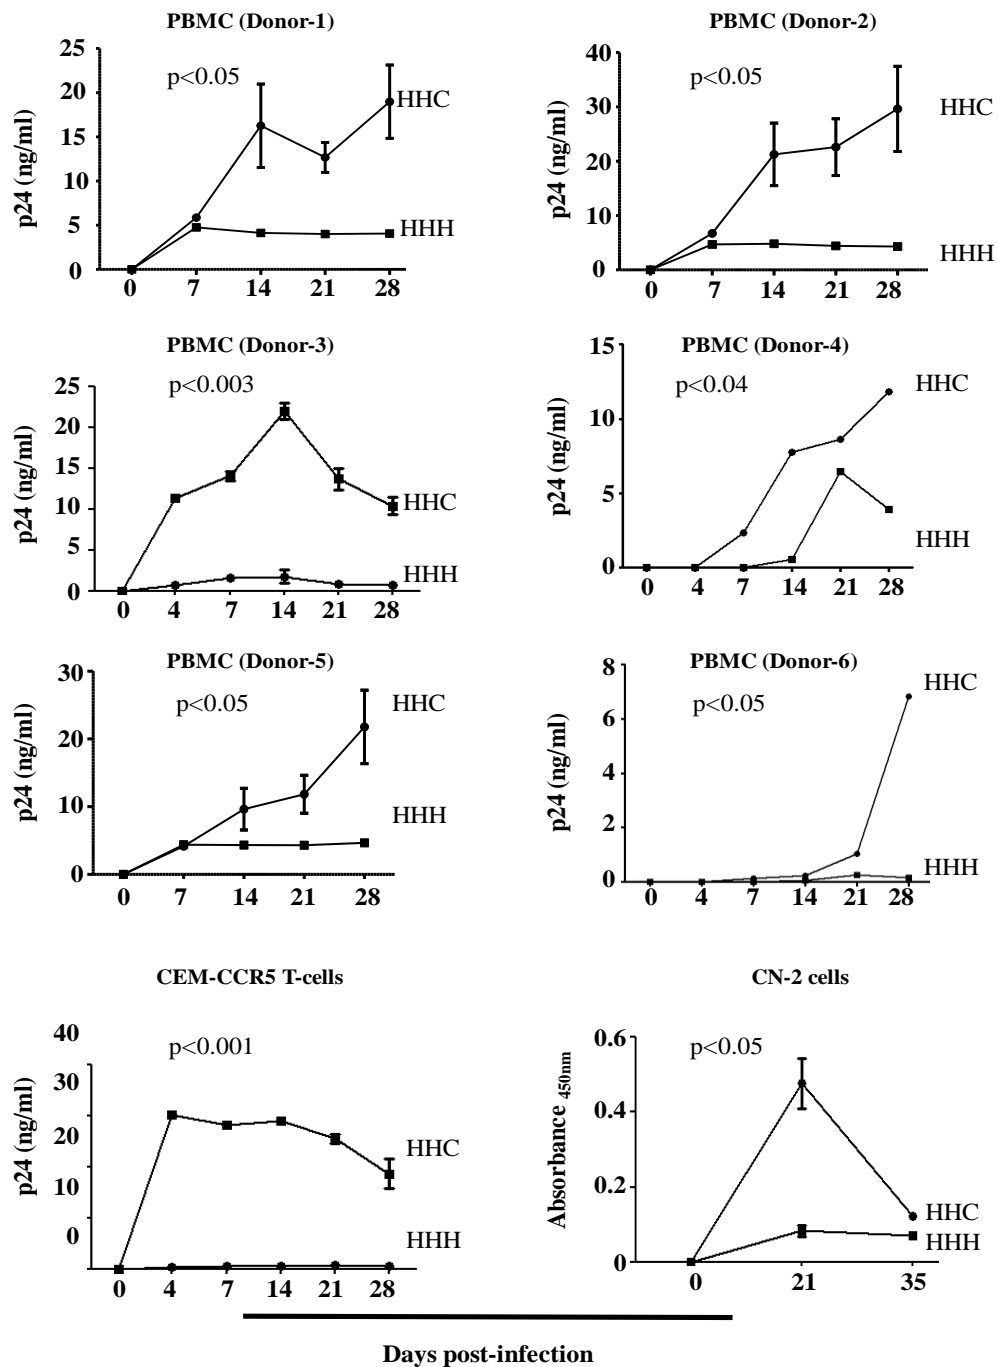 PBMC (Donor-1)
25
20
15
10
5
0
p24 (ng/ml)
p<0.05
HHC
HHH
0 7 14 21 28
PBMC (Donor-2)
40
30
20
10
0
p24 (ng/ml)
p<0.05
HHC
HHH
0 7 14 21 28
PBMC (Donor-3)
25
20
15
10
5
0
p24 (ng/ml)
p<0.003
HHC
HHH
0 4 7 14 21 28
PBMC (Donor-4)
15
10
5
0
p24 (ng/ml)
p<0.04
HHC
HHH
0 4 7 14 21 28
PBMC (Donor-5)
30
20
10
0
p24 (ng/ml)
p<0.05
HHC
HHH
0 7 14 21 28
PBMC (Donor-6)
8
6
4
2
0
p24 (ng/ml)
p<0.05
HHC
HHH
0 4 7 14 21 28
CEM-CCR5 T-cells
40
30
20
10
0
p24 (ng/ml)
p<0.001
HHC
HHH
0 4 7 14 21 28
CN-2 cells
0.6
0.4
0.2
0
Absorbance 450nm
p<0.05
HHC
HHH
0 21 35
Days post-infection